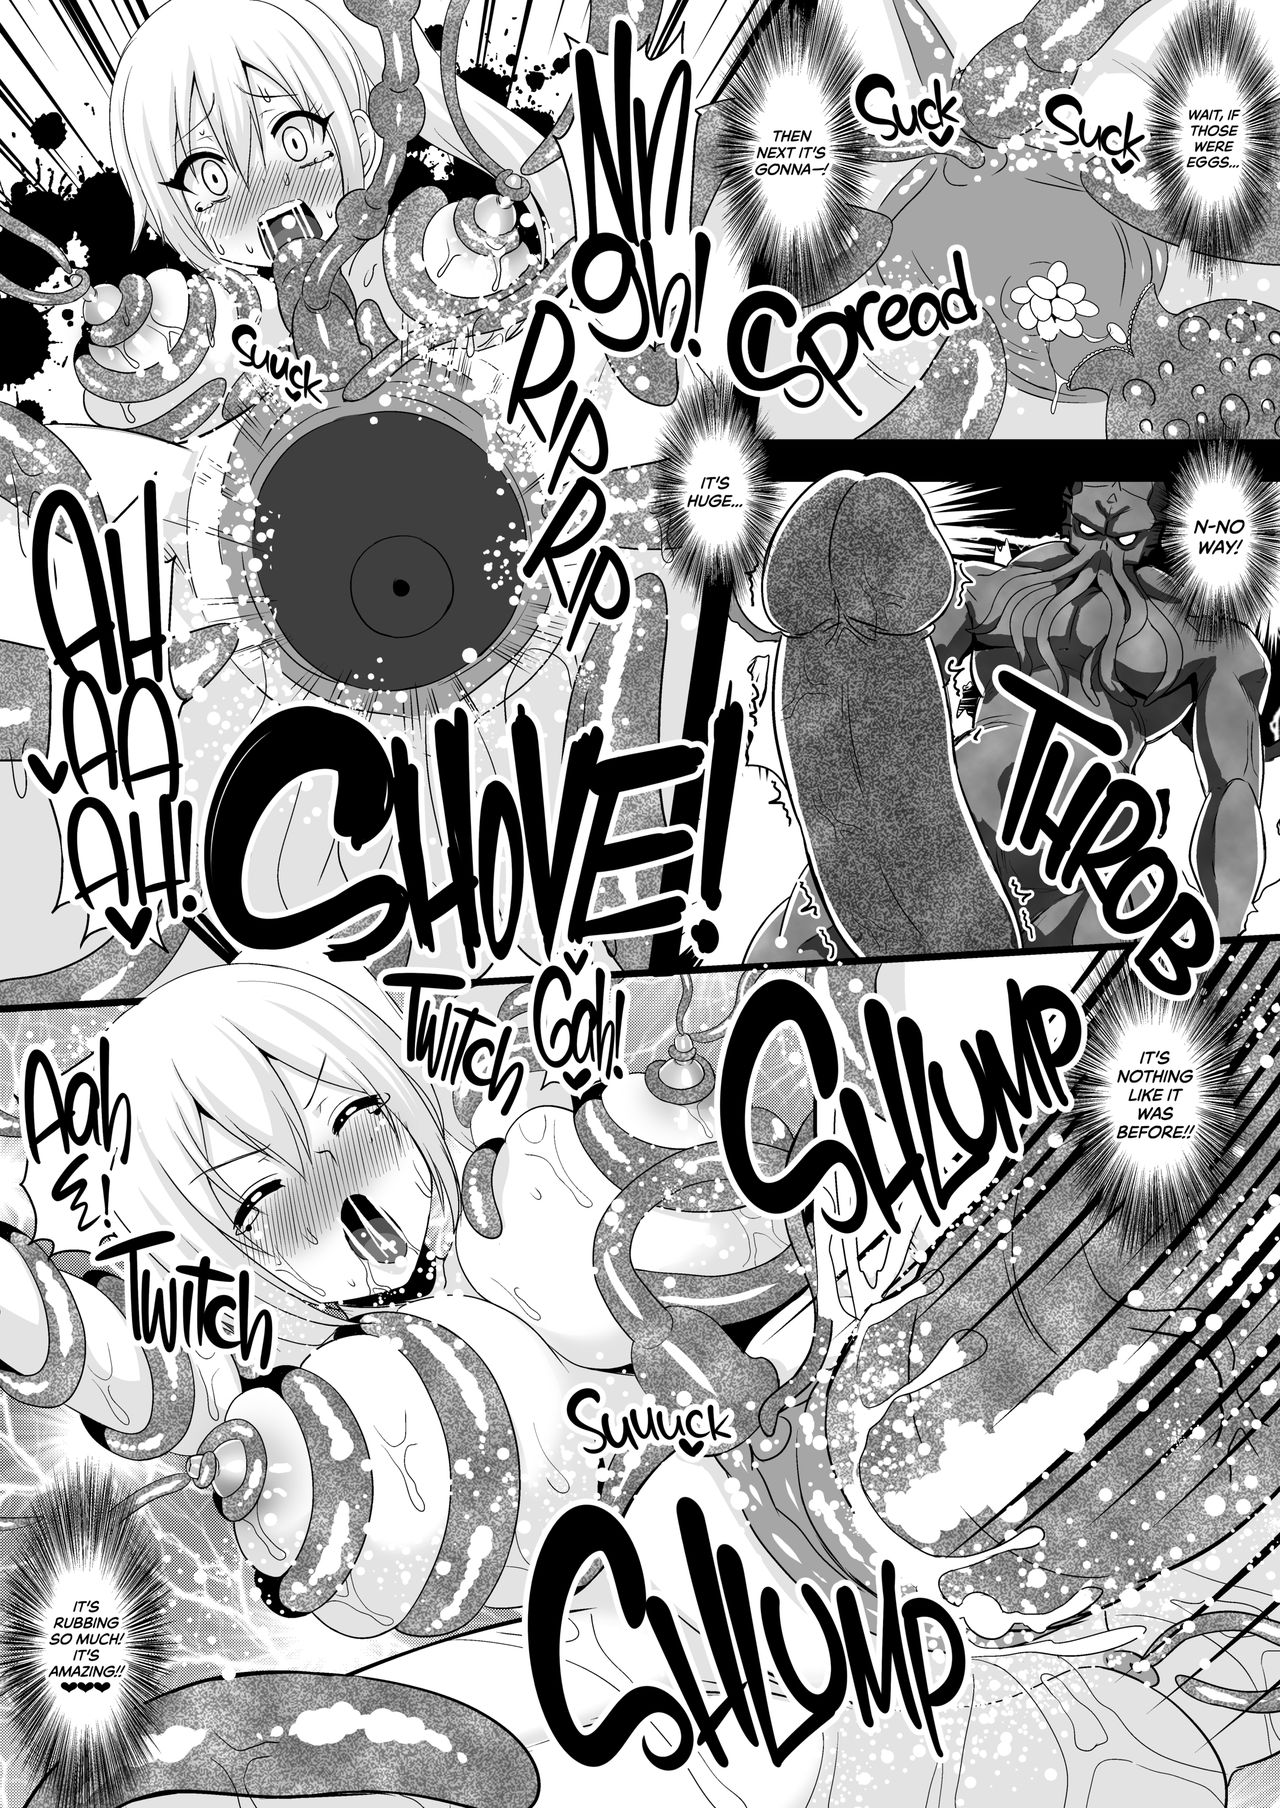 WAIT, IF
THOSE
WERE
EGGS...
Suck
Suck
THEN
NEXT IT'S
GONNA—!
Spread
N-NO
WAY!
IT'S
HUGE...
THROB
Nn
gh!
Suuuck
RIP
RIP
RIP
AH
AA
AA
AH!
SHOVE!
IT'S
NOTHING
LIKE IT
WAS
BEFORE!!
SHLUMP
Gah!
TWITCH
Aah
!
TWITCH
Suuuck
SHLUMP
IT'S
RUBBING
SO MUCH!
IT'S
AMAZING!!
♥♥♥